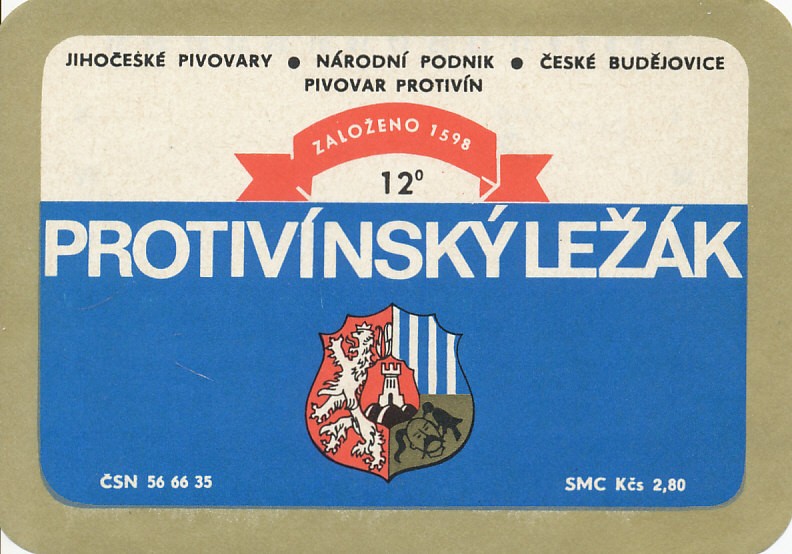 JIHOČESKÉ PIVOVARY ● NÁRODNÍ PODNIK ● ČESKÉ BUDĚJOVICE
PIVOVAR PROTIVÍN
ZALOŽENO 1598
12⁰
PROTIVÍNSKÝ LEŽÁK
ČSN 56 66 35
SMC Kčs 2,80